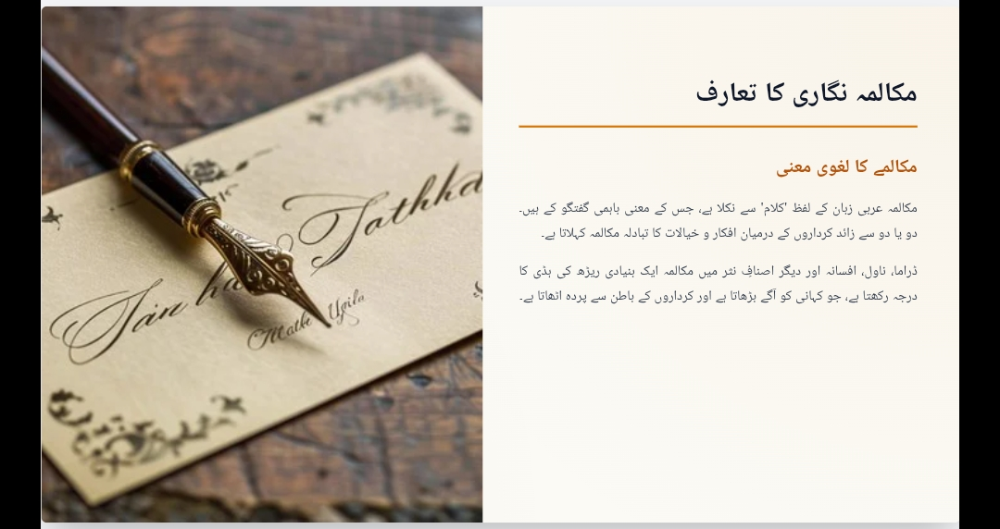 مکالمہ نگاری کا تعارف
مکالمے کا لغوی معنی
مکالمہ عربی زبان کے لفظ 'کلام' سے نکلا ہے، جس کے معنی باہمی گفتگو کے ہیں۔
دو یا دو سے زائد کرداروں کے درمیان افکار و خیالات کا تبادلہ مکالمہ کہلاتا ہے۔
ڈراما، ناول، افسانہ اور دیگر اصنافِ نثر میں مکالمہ ایک بنیادی ریڑھ کی ہڈی کا
درجہ رکھتا ہے، جو کہانی کو آگے بڑھاتا ہے اور کرداروں کے باطن سے پردہ اٹھاتا ہے۔